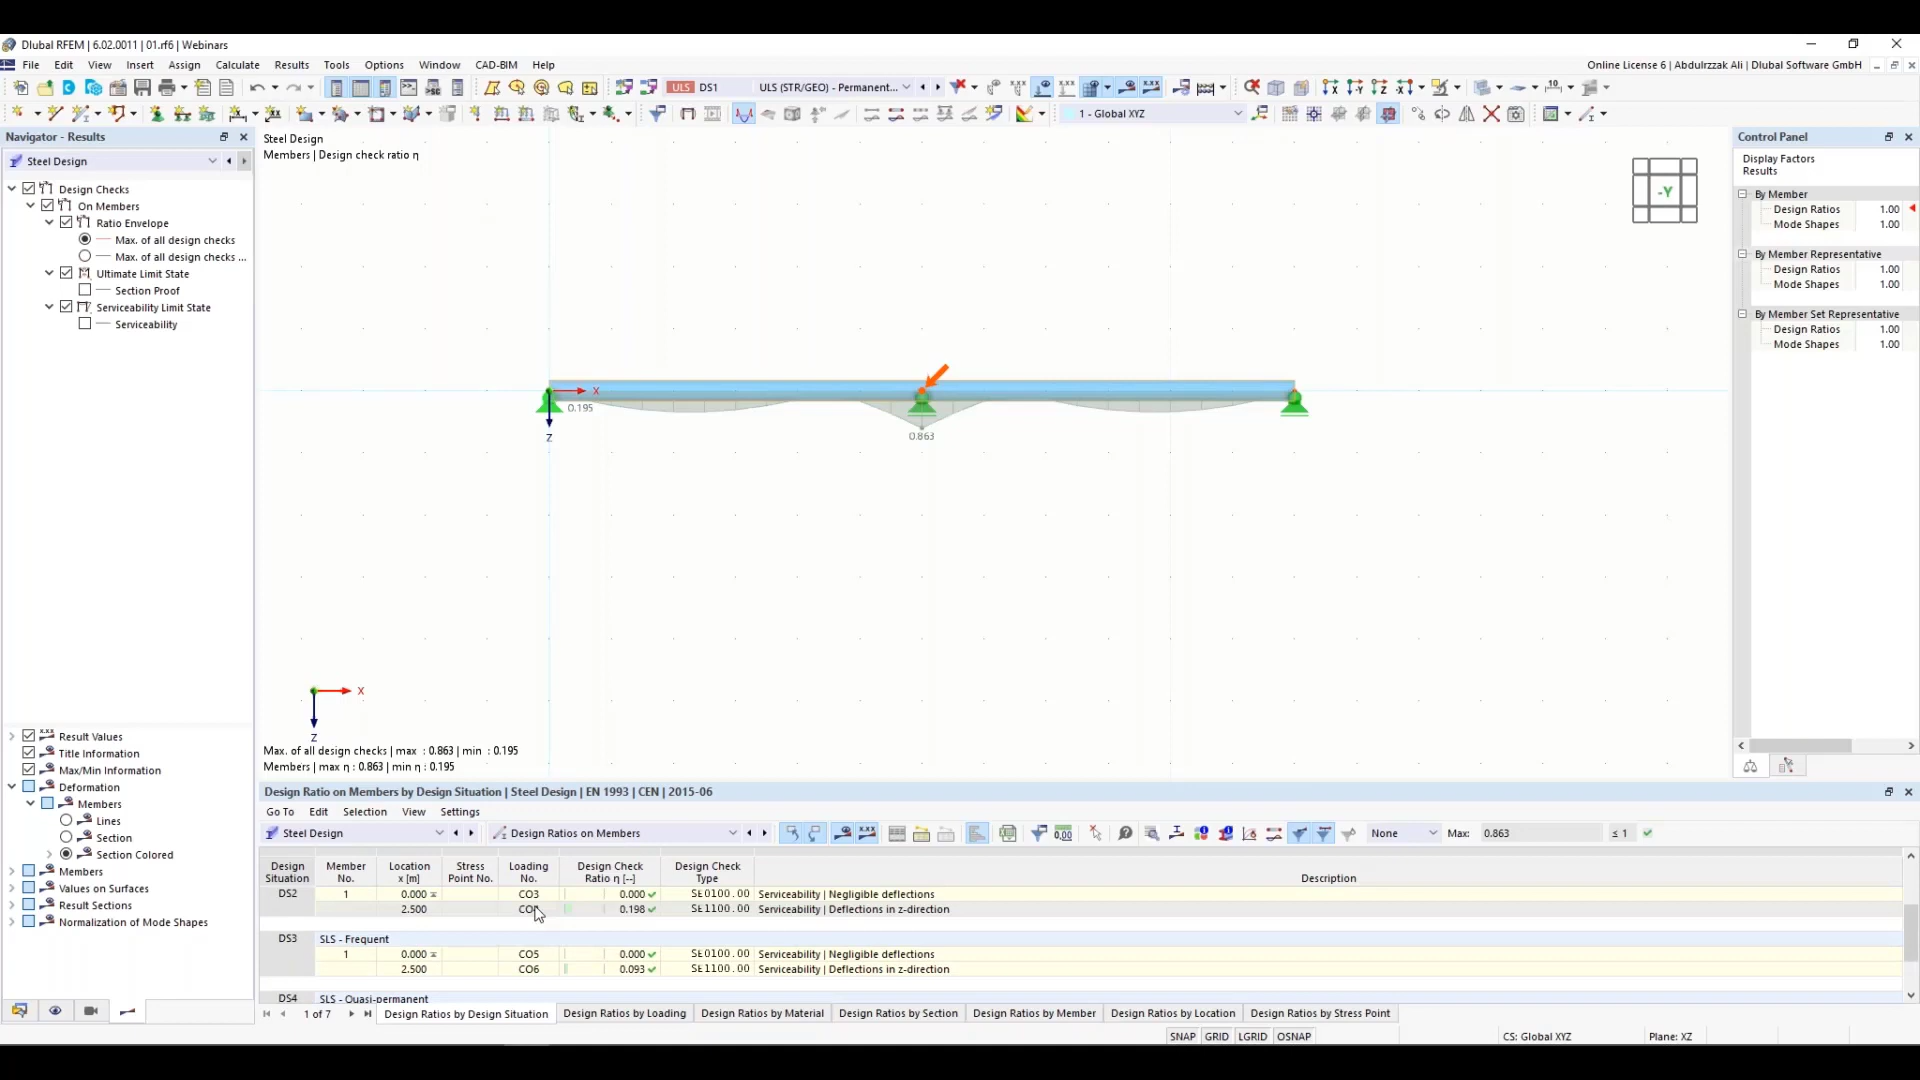 Dlubal RFEM | 6.02.0011 | 01.rf6 | Webinars
File Edit View Insert Assign Calculate Results Tools Options Window CAD-BIM Help
Online License 6 | Abdulrzzak Ali | Dlubal Software GmbH
ULS DS1 ULS (STR/GEO) - Permanent...
1 - Global XYZ
Navigator - Results
Steel Design
Design Checks
On Members
Ratio Envelope
Max. of all design checks
Max. of all design checks ...
Ultimate Limit State
Section Proof
Serviceability Limit State
Serviceability
Result Values
Title Information
Max/Min Information
Deformation
Members
Lines
Section
Section Colored
Members
Values on Surfaces
Result Sections
Normalization of Mode Shapes
Steel Design
Members | Design check ratio η
-Y
X
0.195
Z
0.863
X
Z
Max. of all design checks | max : 0.863 | min : 0.195
Members | max η : 0.863 | min η : 0.195
Control Panel
Display Factors
Results
By Member
Design Ratios 1.00
Mode Shapes 1.00
By Member Representative
Design Ratios 1.00
Mode Shapes 1.00
By Member Set Representative
Design Ratios 1.00
Mode Shapes 1.00
Design Ratio on Members by Design Situation | Steel Design | EN 1993 | CEN | 2015-06
Go To Edit Selection View Settings
Steel Design Design Ratios on Members None Max: 0.863 ≤ 1
Design Member Location Stress Loading Design Check Design Check
Situation No. x [m] Point No. No. Ratio η [--] Type Description
DS2 1 0.000 CO3 0.000 SE0100.00 Serviceability | Negligible deflections
2.500 0.198 SE1100.00 Serviceability | Deflections in z-direction
DS3 SLS - Frequent
1 0.000 CO5 0.000 SE0100.00 Serviceability | Negligible deflections
2.500 CO6 0.093 SE1100.00 Serviceability | Deflections in z-direction
DS4 SLS - Quasi-permanent
1 of 7 Design Ratios by Design Situation Design Ratios by Loading Design Ratios by Material Design Ratios by Section Design Ratios by Member Design Ratios by Location Design Ratios by Stress Point
SNAP GRID LGRID OSNAP CS: Global XYZ Plane: XZ